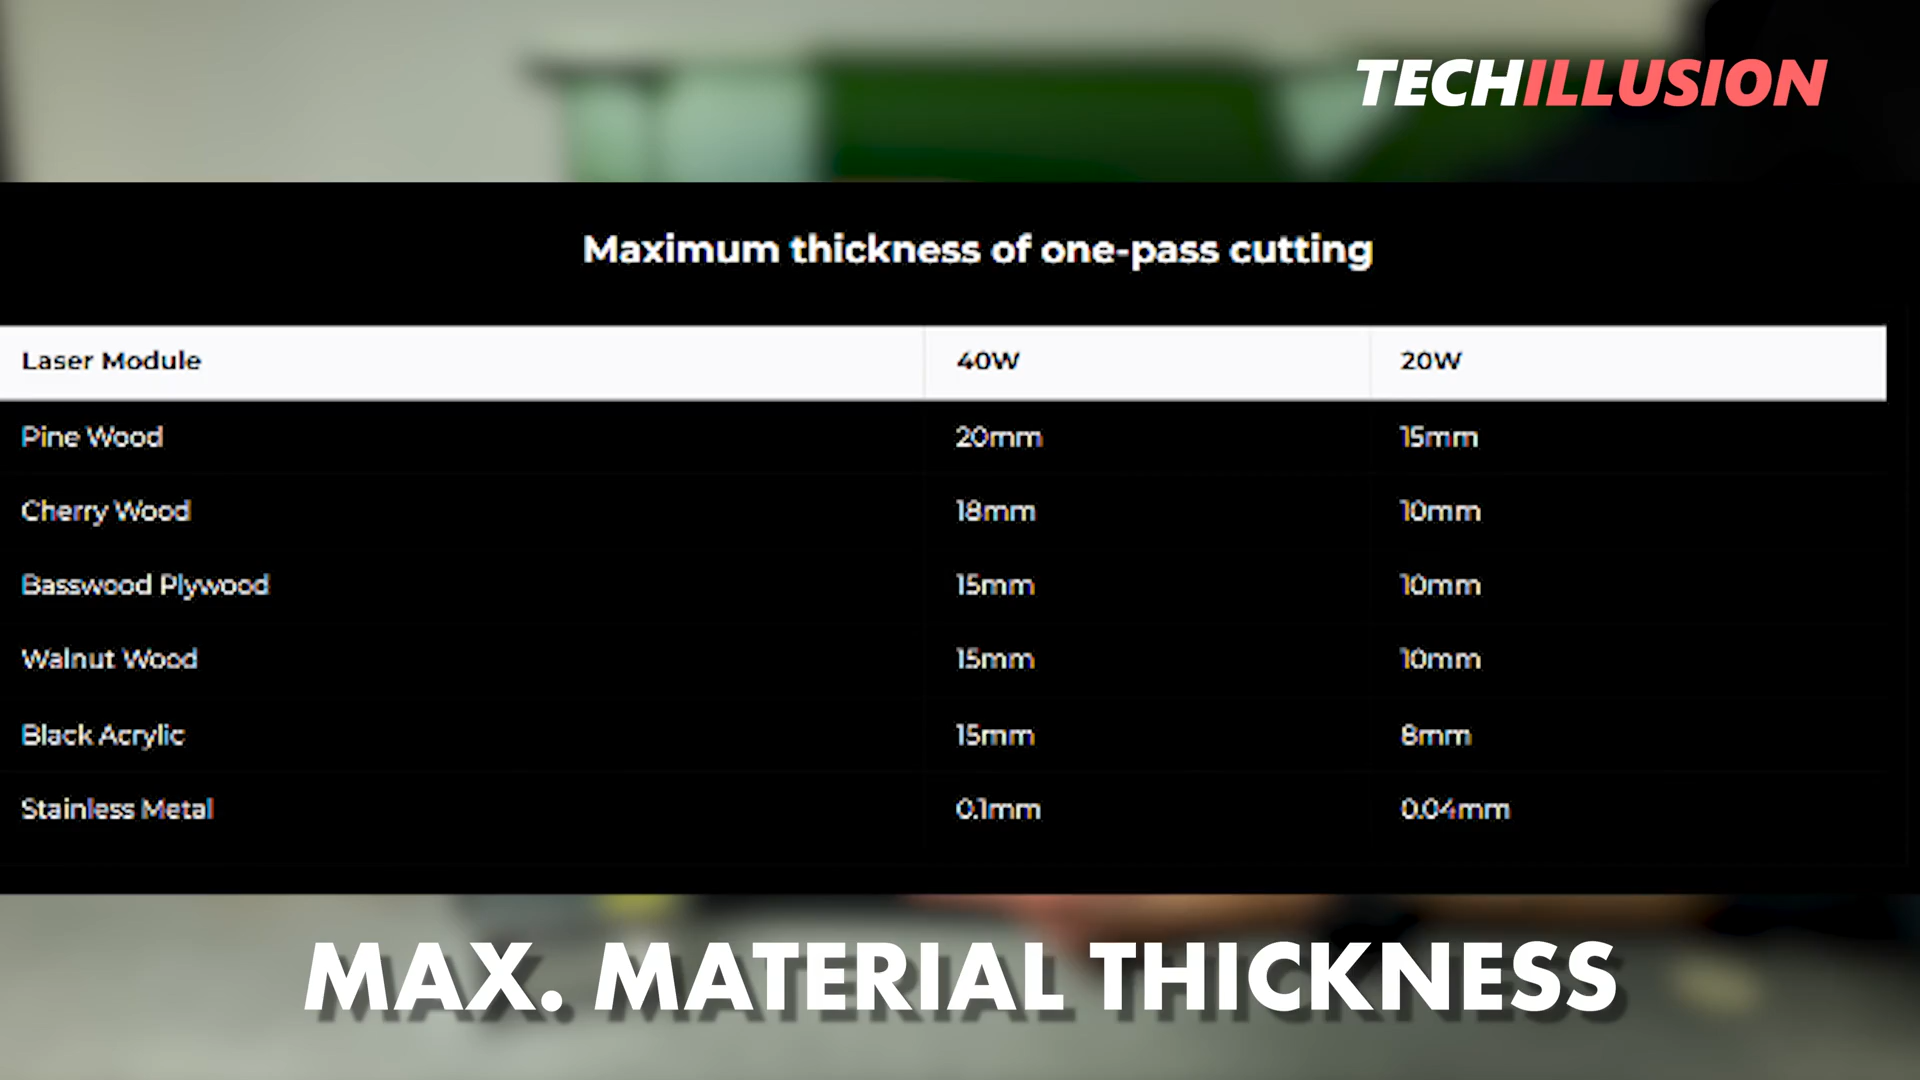 TECHILLUSION
Maximum thickness of one-pass cutting
Laser Module 40W 20W
Pine Wood 20mm 15mm
Cherry Wood 18mm 10mm
Basswood Plywood 15mm 10mm
Walnut Wood 15mm 10mm
Black Acrylic 15mm 8mm
Stainless Metal 0.1mm 0.04mm
MAX. MATERIAL THICKNESS